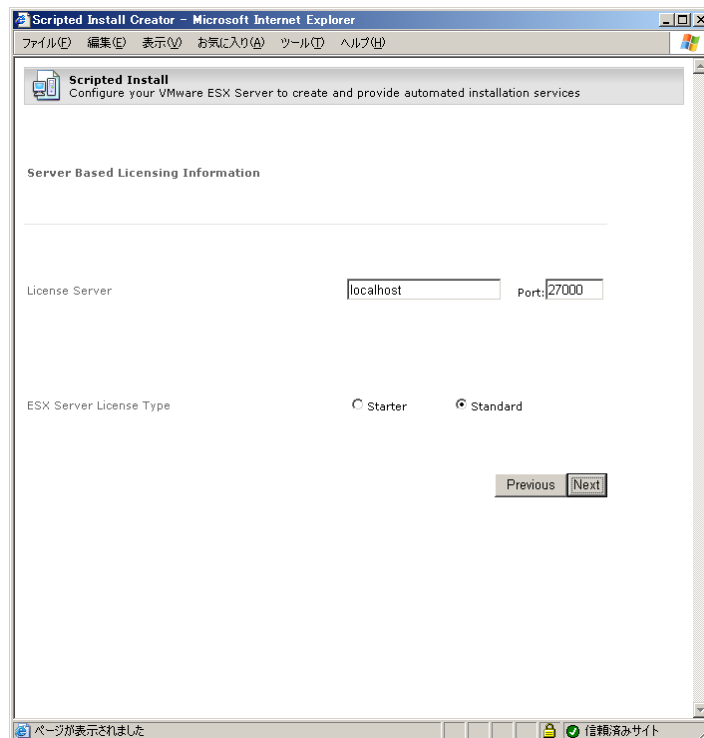 Scripted Install Creator - Microsoft Internet Explorer
ファイル(F) 編集(E) 表示(V) お気に入り(A) ツール(T) ヘルプ(H)
Scripted Install
Configure your VMware ESX Server to create and provide automated installation services
Server Based Licensing Information
License Server localhost Port: 27000
ESX Server License Type Starter Standard
Previous Next
ページが表示されました 信頼済みサイト